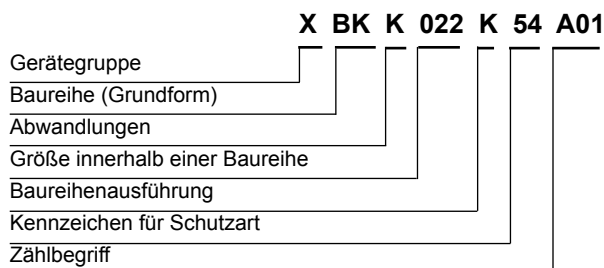 X BK K 022 K 54 A01
Gerätegruppe
Baureihe (Grundform)
Abwandlungen
Größe innerhalb einer Baureihe
Baureihenausführung
Kennzeichen für Schutzart
Zählbegriff